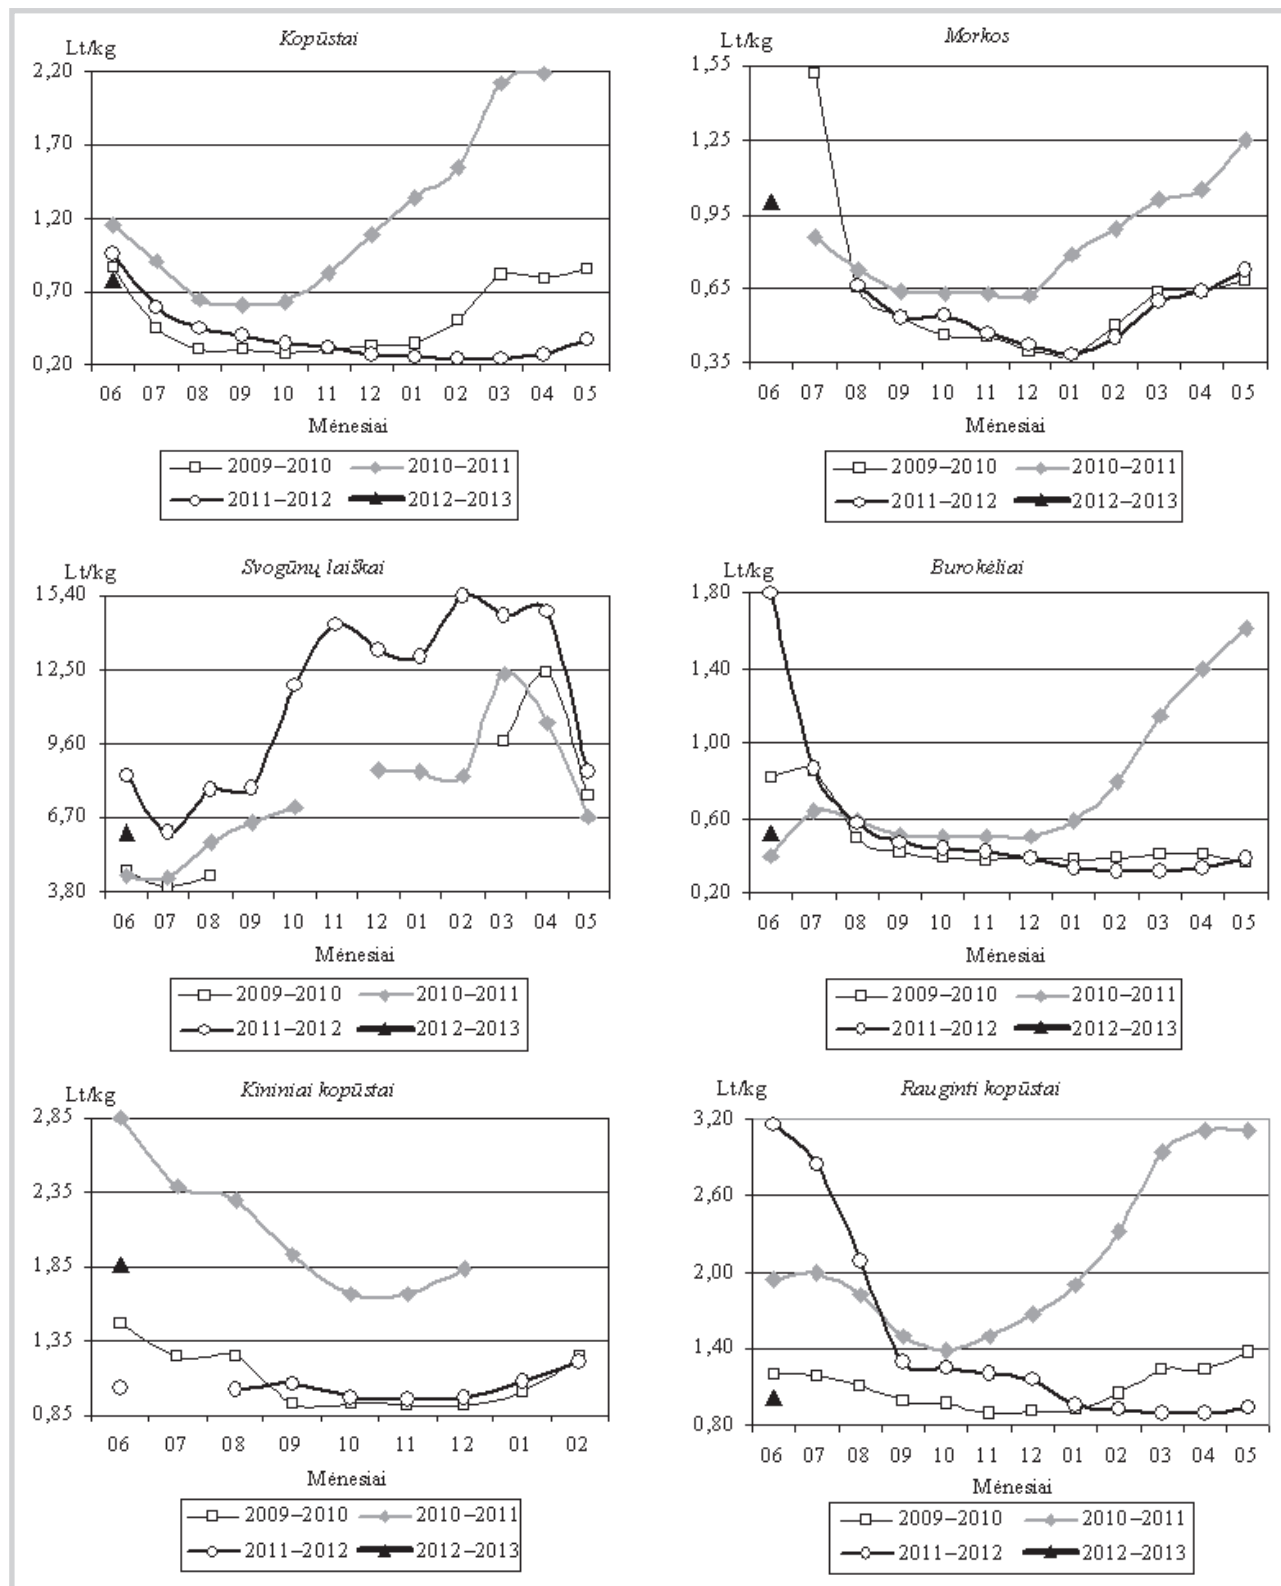 Kopūstai
Lt/kg
2,20
1,70
1,20
0,70
0,20
06 07 08 09 10 11 12 01 02 03 04 05
Mėnesiai
2009–2010 2010–2011
2011–2012 2012–2013
Morkos
Lt/kg
1,55
1,25
0,95
0,65
0,35
06 07 08 09 10 11 12 01 02 03 04 05
Mėnesiai
2009–2010 2010–2011
2011–2012 2012–2013
Svogūnų laiškai
Lt/kg
15,40
12,50
9,60
6,70
3,80
06 07 08 09 10 11 12 01 02 03 04 05
Mėnesiai
2009–2010 2010–2011
2011–2012 2012–2013
Burokėliai
Lt/kg
1,80
1,40
1,00
0,60
0,20
06 07 08 09 10 11 12 01 02 03 04 05
Mėnesiai
2009–2010 2010–2011
2011–2012 2012–2013
Kininiai kopūstai
Lt/kg
2,85
2,35
1,85
1,35
0,85
06 07 08 09 10 11 12 01 02
Mėnesiai
2009–2010 2010–2011
2011–2012 2012–2013
Rauginti kopūstai
Lt/kg
3,20
2,60
2,00
1,40
0,80
06 07 08 09 10 11 12 01 02 03 04 05
Mėnesiai
2009–2010 2010–2011
2011–2012 2012–2013